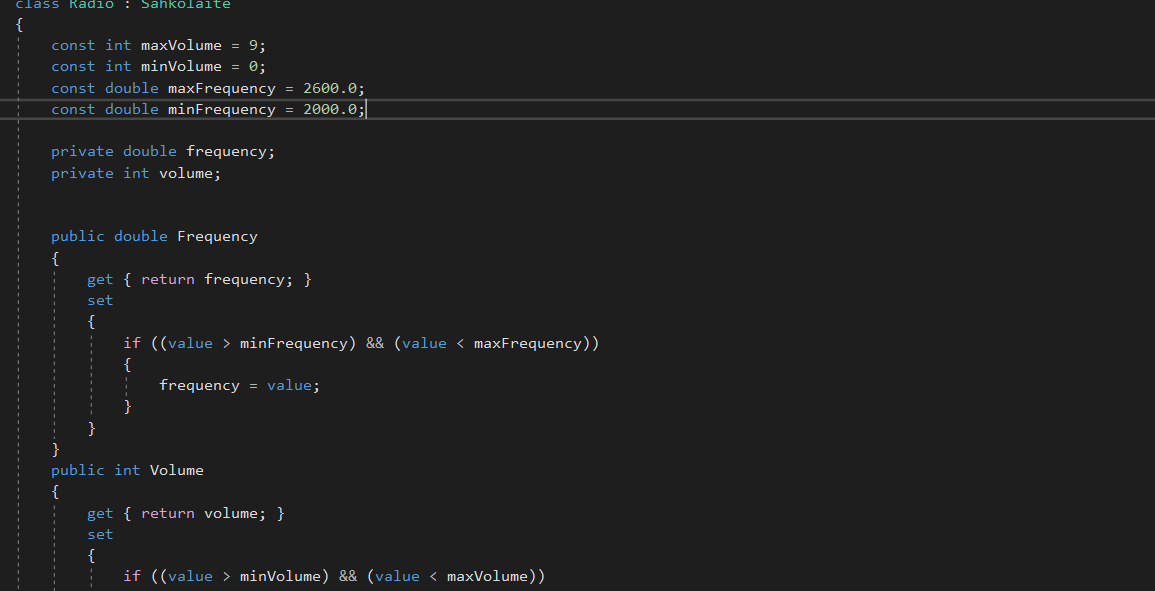 class Radio : Sahkolaite
{
    const int maxVolume = 9;
    const int minVolume = 0;
    const double maxFrequency = 2600.0;
    const double minFrequency = 2000.0;

    private double frequency;
    private int volume;


    public double Frequency
    {
        get { return frequency; }
        set
        {
            if ((value > minFrequency) && (value < maxFrequency))
            {
                frequency = value;
            }
        }
    }
    public int Volume
    {
        get { return volume; }
        set
        {
            if ((value > minVolume) && (value < maxVolume))